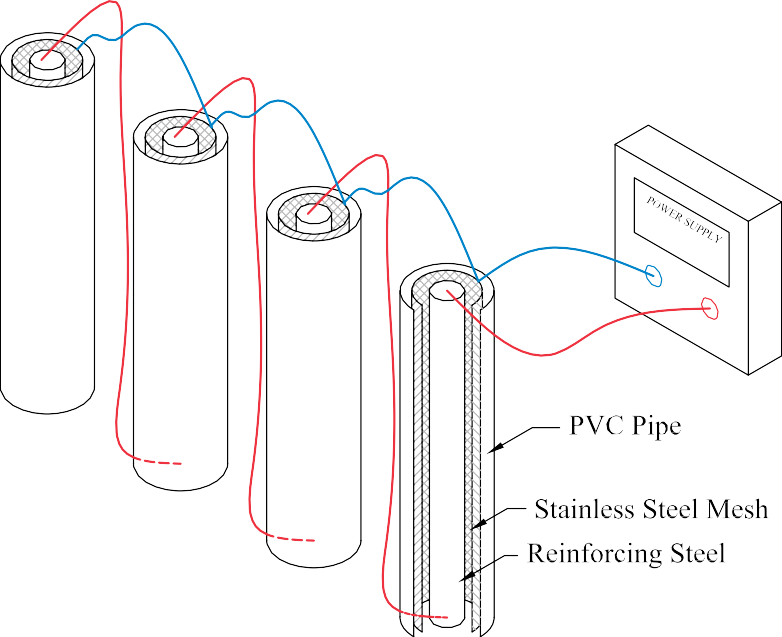 POWER SUPPLY
PVC Pipe
Stainless Steel Mesh
Reinforcing Steel